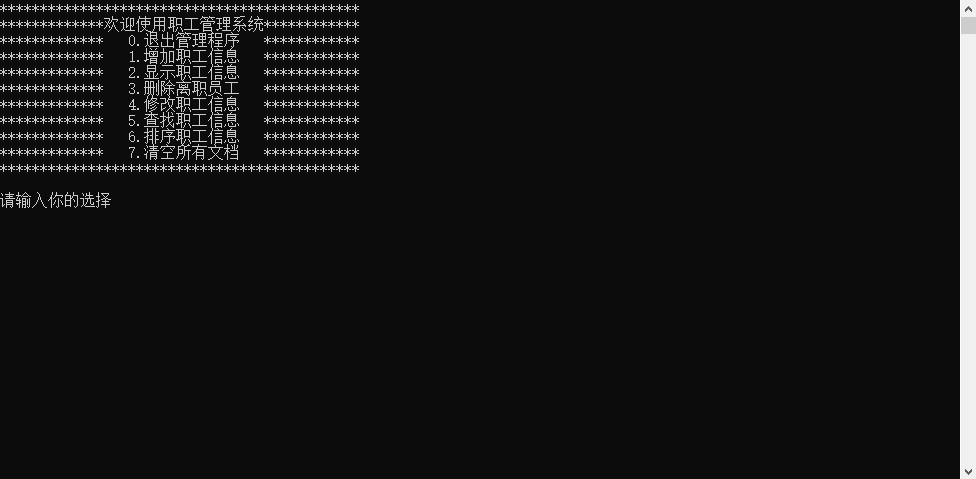 *********************************************
*************欢迎使用职工管理系统************
*************   0.退出管理程序   ************
*************   1.增加职工信息   ************
*************   2.显示职工信息   ************
*************   3.删除离职员工   ************
*************   4.修改职工信息   ************
*************   5.查找职工信息   ************
*************   6.排序职工信息   ************
*************   7.清空所有文档   ************
*********************************************
请输入你的选择